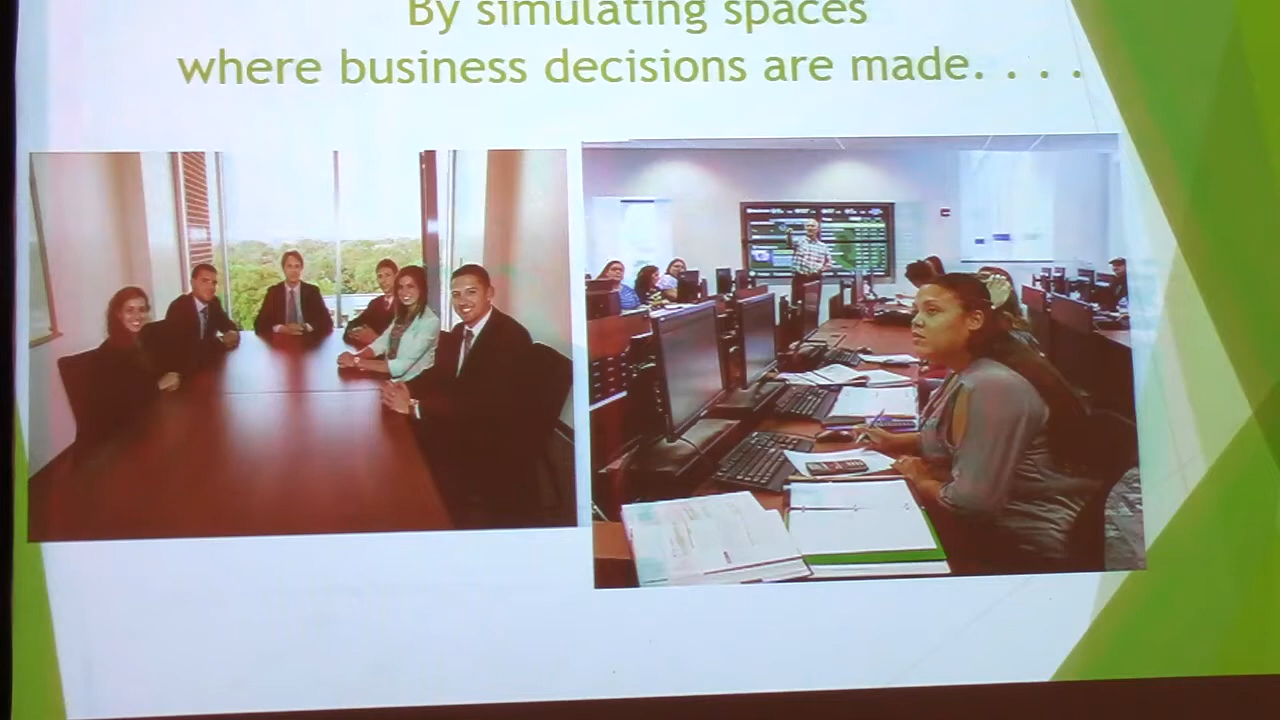 By simulating spaces
where business decisions are made. . . .